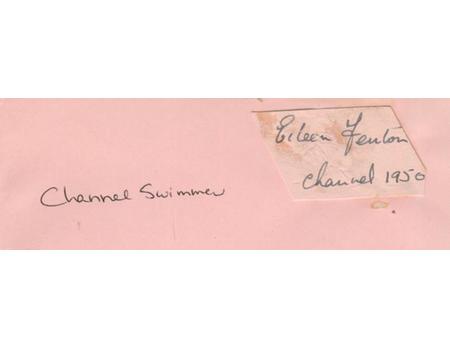 Eileen Fenton
Channel 1950
Channel Swimmer